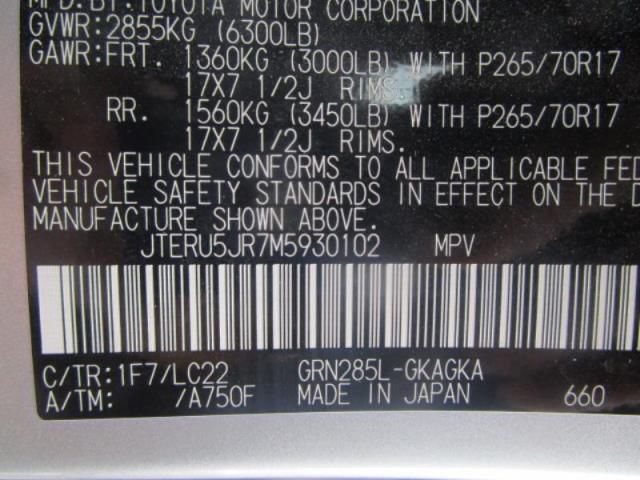 MFD.BY:TOYOTA MOTOR CORPORATION
GVWR:2855KG (6300LB)
GAWR:FRT. 1360KG (3000LB) WITH P265/70R17
17X7 1/2J RIMS.
RR. 1560KG (3450LB) WITH P265/70R17
17X7 1/2J RIMS.
THIS VEHICLE CONFORMS TO ALL APPLICABLE FED
VEHICLE SAFETY STANDARDS IN EFFECT ON THE D
MANUFACTURE SHOWN ABOVE.
JTERU5JR7M5930102 MPV
C/TR:1F7/LC22 GRN285L-GKAGKA
A/TM: /A750F MADE IN JAPAN 660